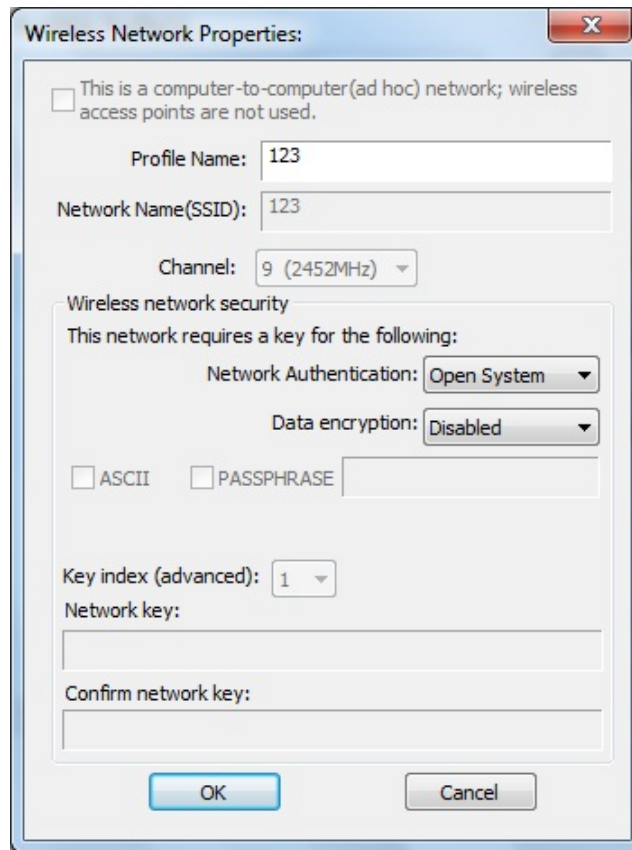 Wireless Network Properties:
This is a computer-to-computer(ad hoc) network; wireless
access points are not used.
Profile Name: 123
Network Name(SSID): 123
Channel: 9 (2452MHz)
Wireless network security
This network requires a key for the following:
Network Authentication: Open System
Data encryption: Disabled
ASCII PASSPHRASE
Key index (advanced): 1
Network key:
Confirm network key:
OK Cancel